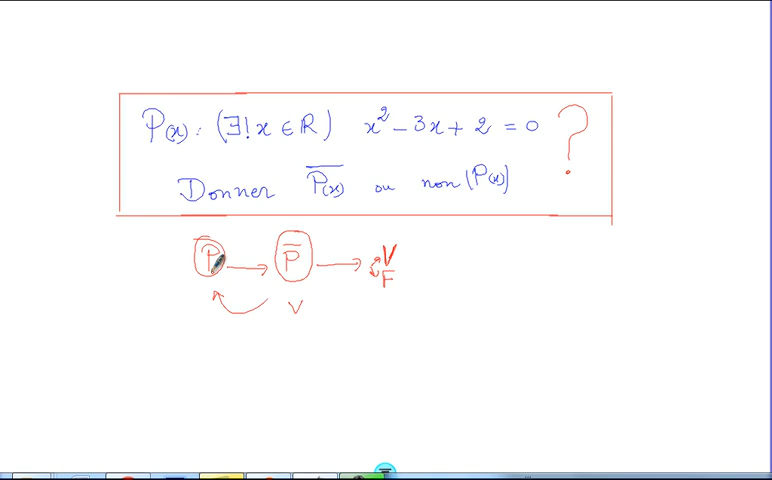 P(x) : (∃! x ∈ ℝ) x² − 3x + 2 = 0 ?
Donner P̅(̅x̅)̅ ou non(P(x))
P̅ → P̅ → V
F
V